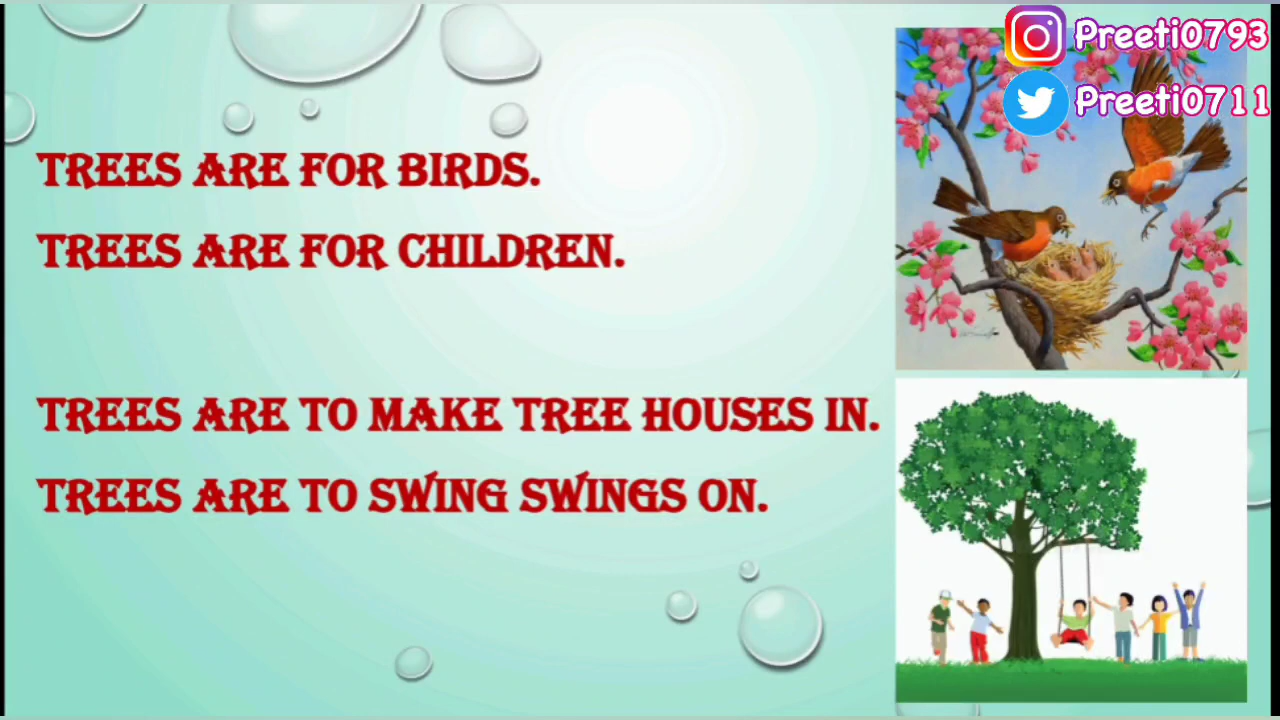 Preeti0793
Preeti0711
TREES ARE FOR BIRDS.
TREES ARE FOR CHILDREN.
TREES ARE TO MAKE TREE HOUSES IN.
TREES ARE TO SWING SWINGS ON.